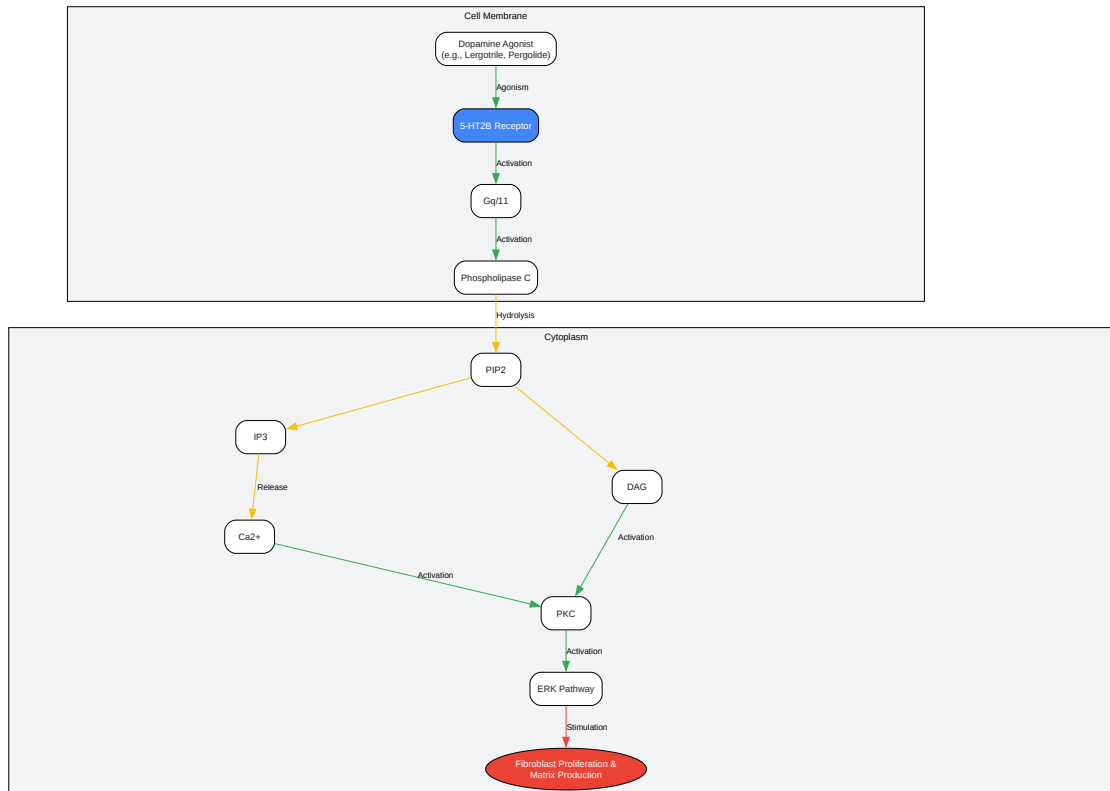 Cell Membrane
Dopamine Agonist
(e.g., Lergotrile, Pergolide)
Agonism
5-HT2B Receptor
Activation
Gq/11
Activation
Phospholipase C
Hydrolysis
Cytoplasm
PIP2
IP3
Release
DAG
Ca2+
Activation
Activation
PKC
Activation
ERK Pathway
Stimulation
Fibroblast Proliferation &
Matrix Production